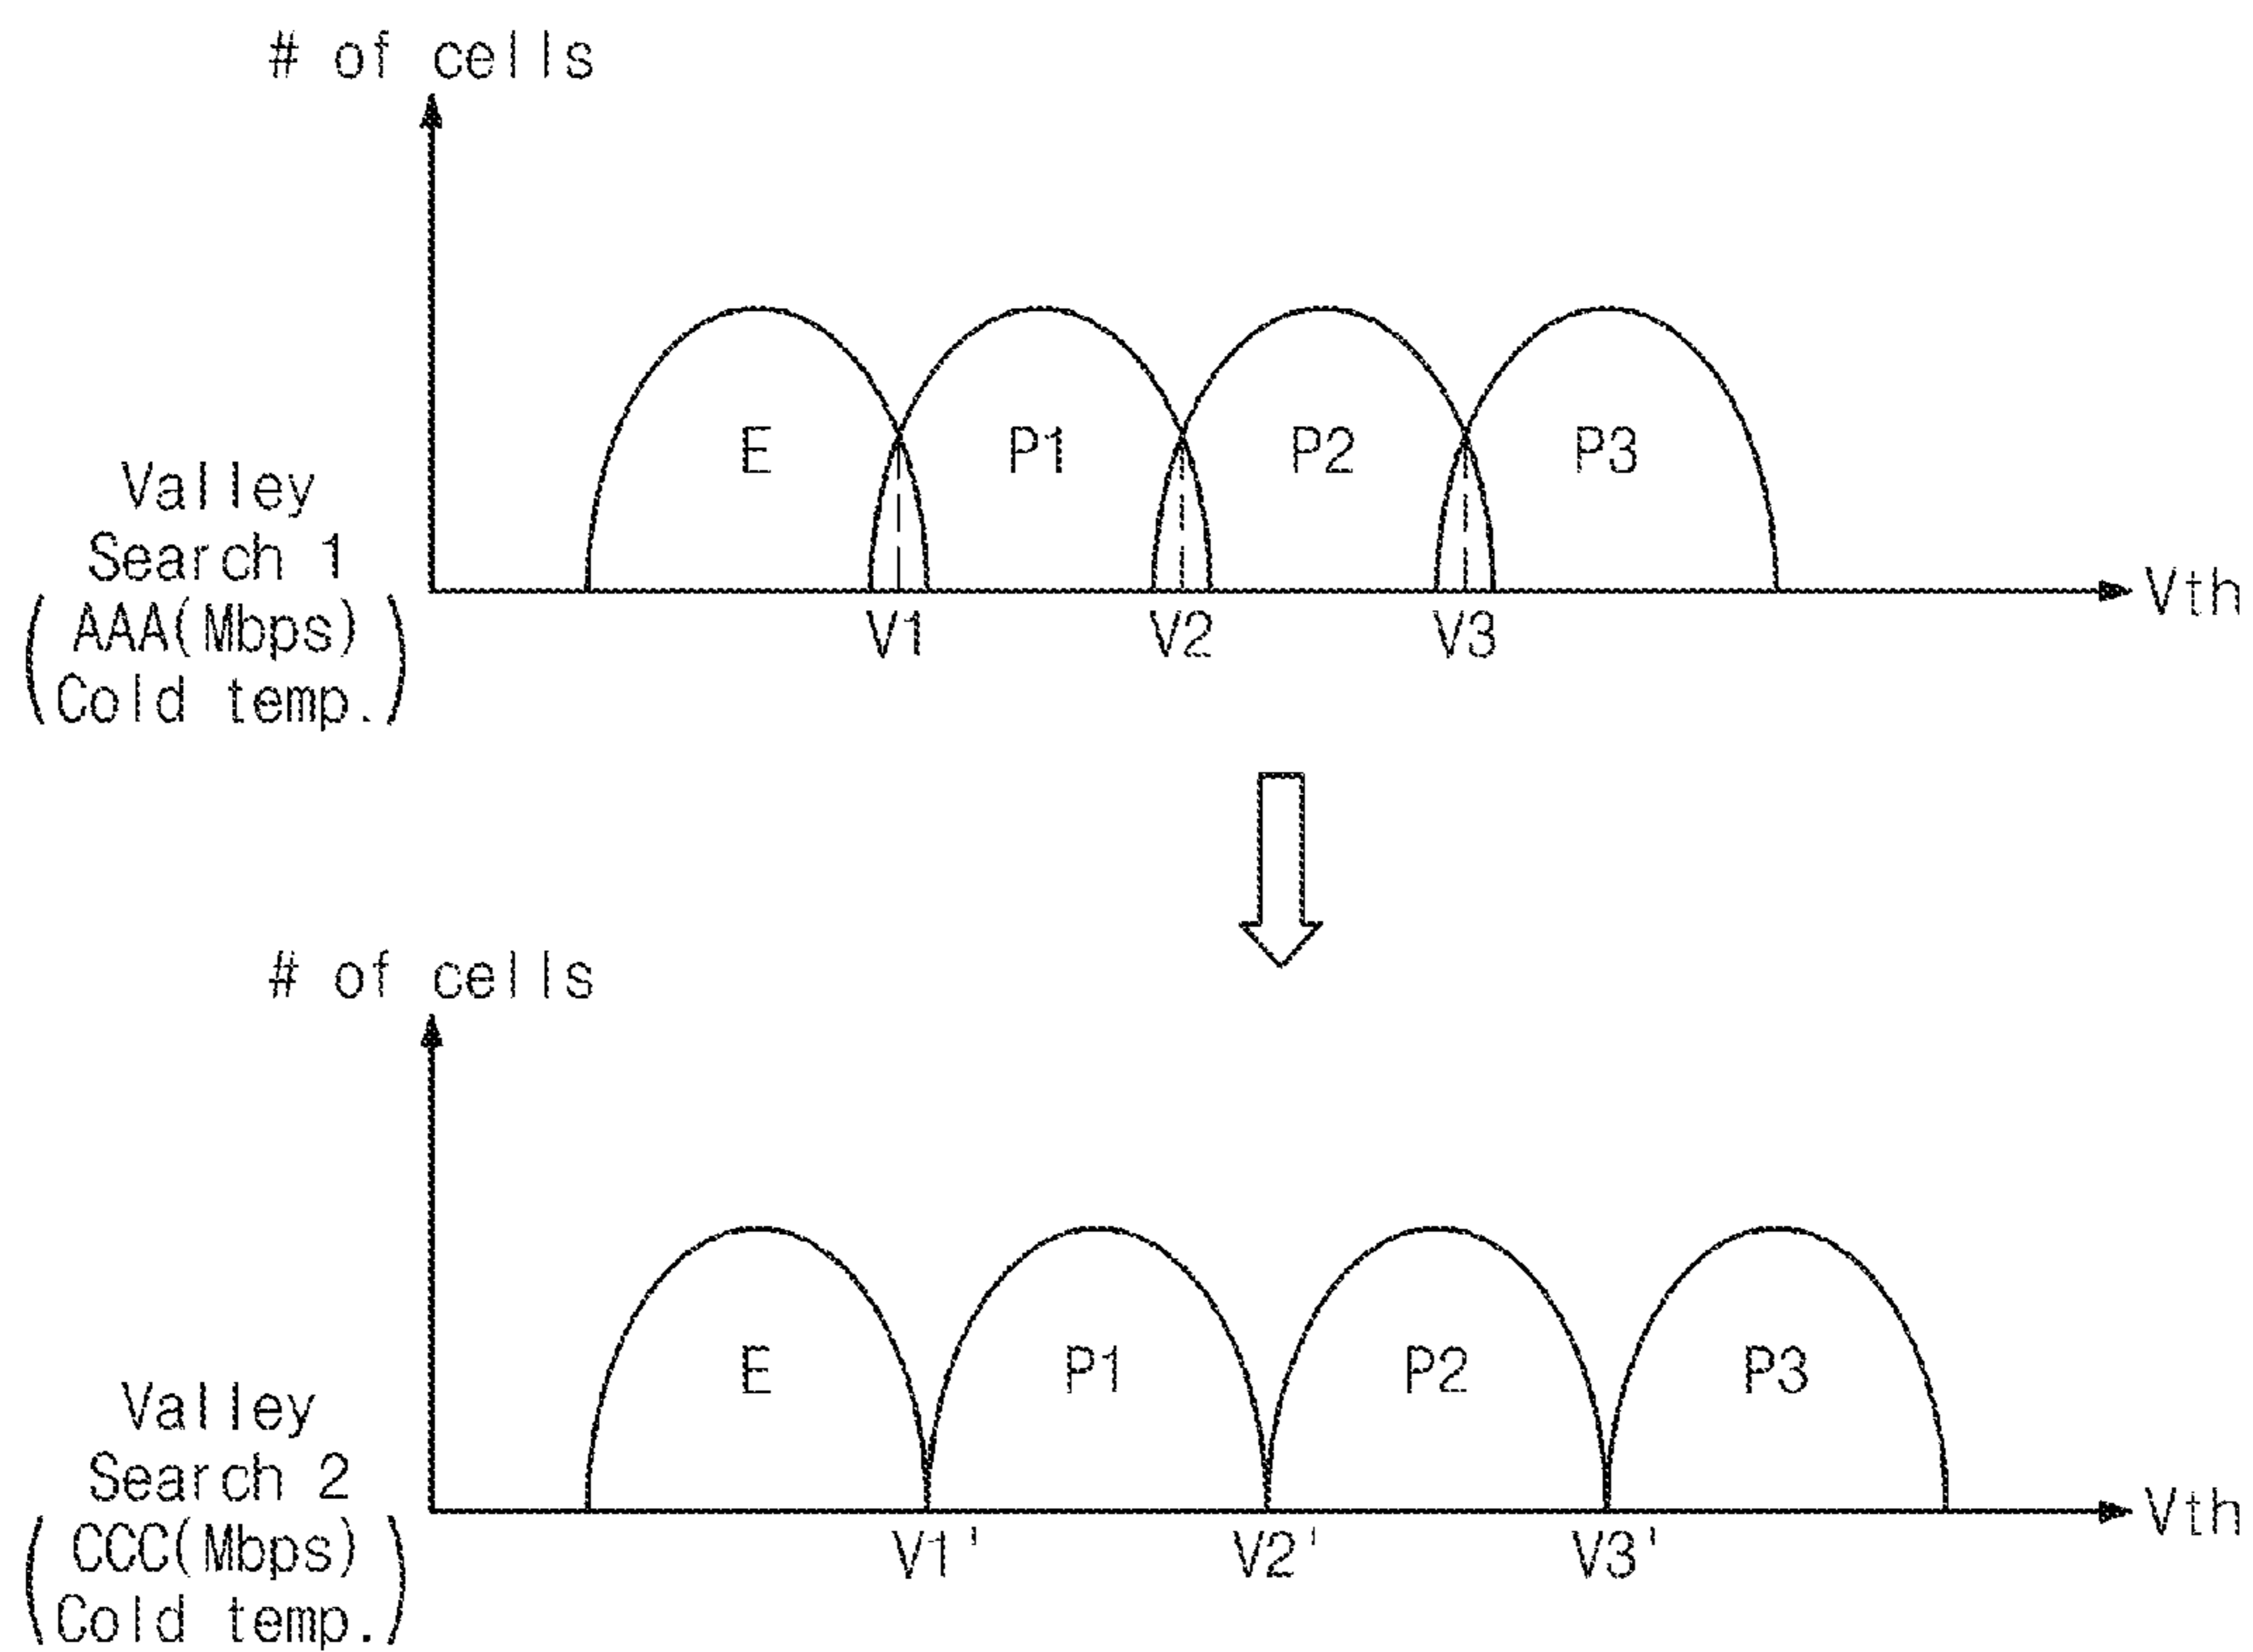 # of cells
E P1 P2 P3
Valley
Search 1
( AAA(Mbps) )
(Cold temp.)
Vth
V1 V2 V3
# of cells
E P1 P2 P3
Valley
Search 2
( CCC(Mbps) )
(Cold temp.)
Vth
V1' V2' V3'